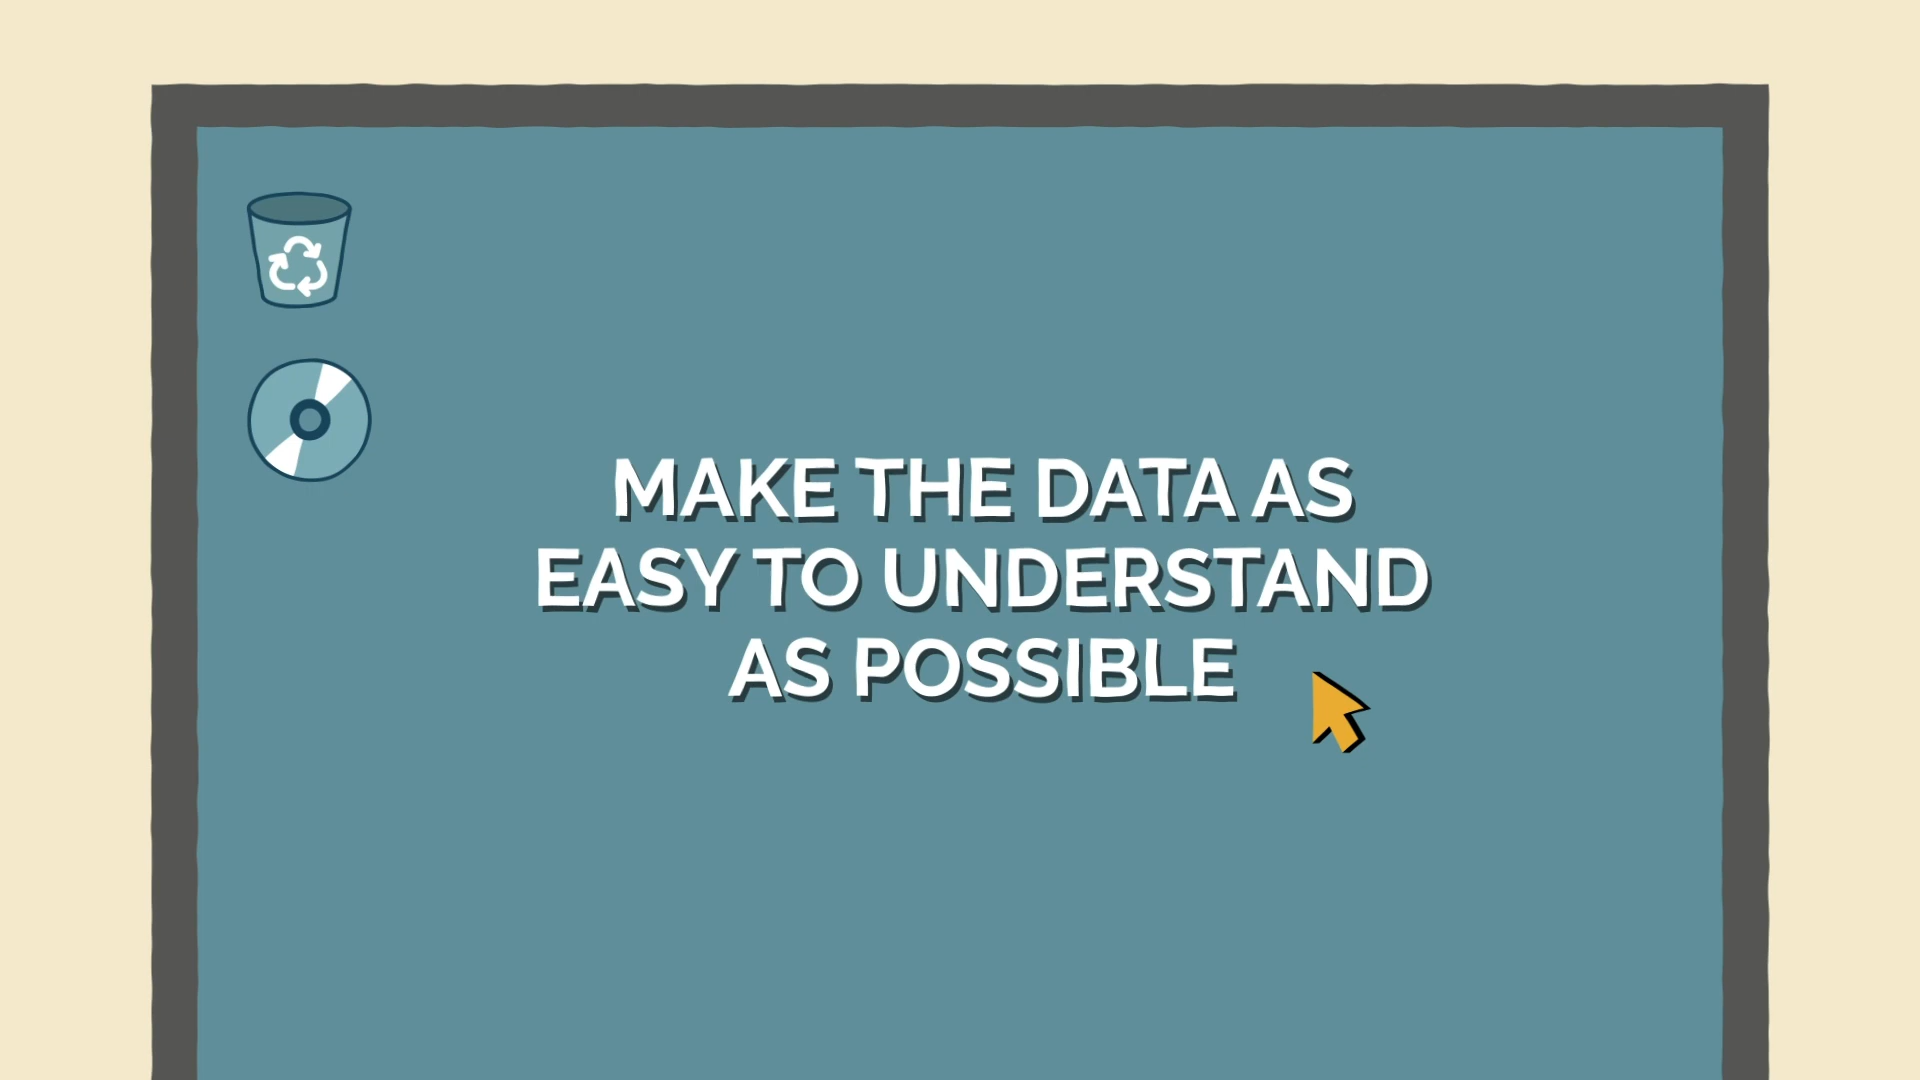 MAKE THE DATA AS
EASY TO UNDERSTAND
AS POSSIBLE